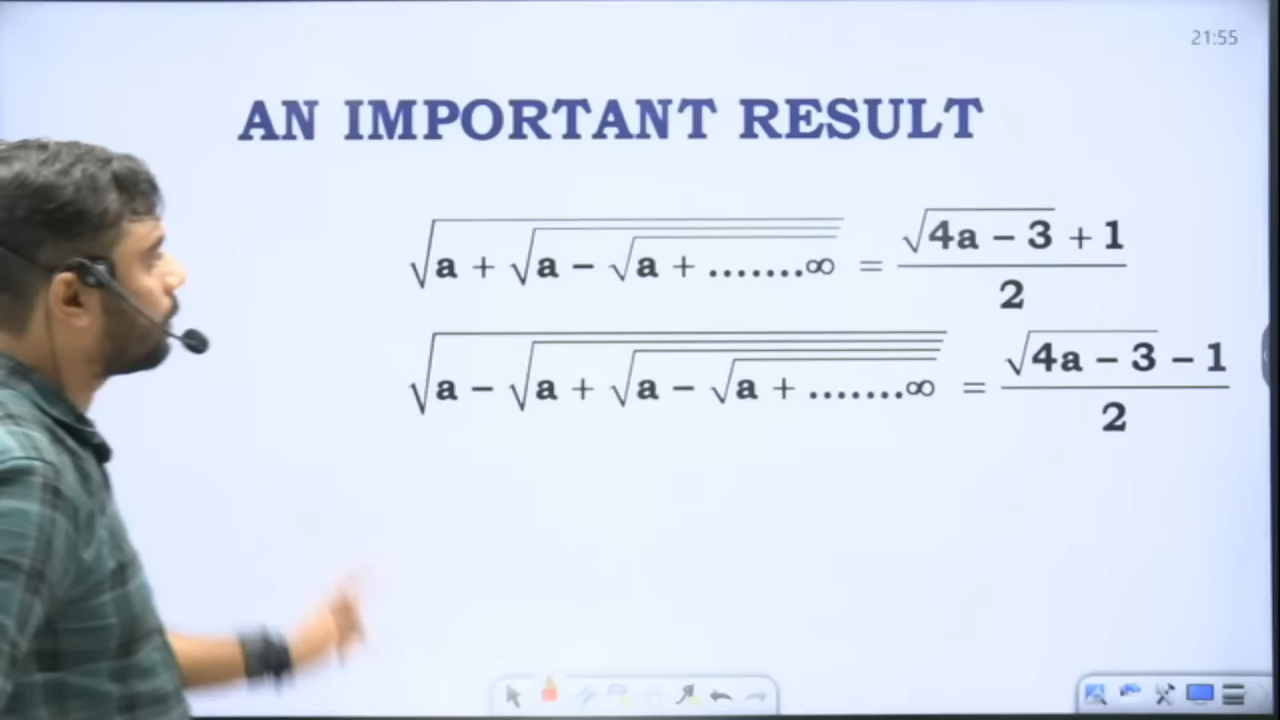 21:55
AN IMPORTANT RESULT
√(a + √(a − √(a + .......∞))) = (√(4a − 3) + 1)/2
√(a − √(a + √(a − √(a + .......∞)))) = (√(4a − 3) − 1)/2